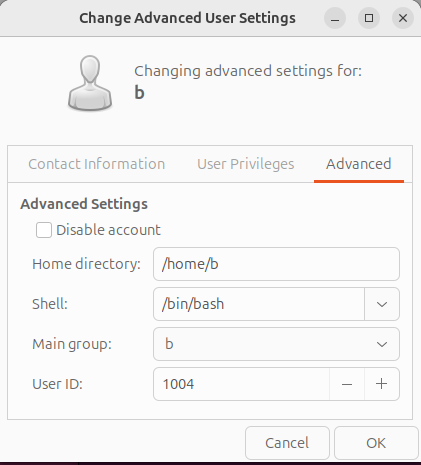 Change Advanced User Settings
Changing advanced settings for:
b
Contact Information User Privileges Advanced
Advanced Settings
Disable account
Home directory: /home/b
Shell: /bin/bash
Main group: b
User ID: 1004
Cancel OK